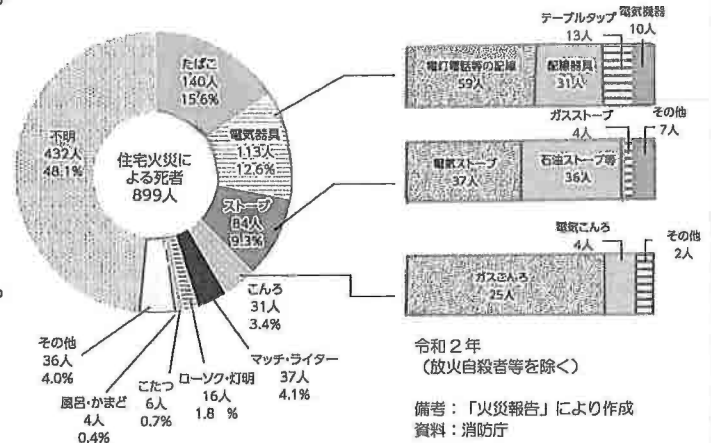 住宅火災に
よる死者
899人
たばこ
140人
15.6%
電気器具
113人
12.6%
ストーブ
84人
9.3%
こんろ
31人
3.4%
マッチ・ライター
37人
4.1%
ローソク・灯明
16人
1.8 %
こたつ
6人
0.7%
風呂・かまど
4人
0.4%
その他
36人
4.0%
不明
432人
48.1%
テーブルタップ
13人
電気機器
10人
電灯電話等の配線
59人
配線器具
31人
ガスストーブ
4人
その他
7人
電気ストーブ
37人
石油ストーブ等
36人
電気こんろ
4人
その他
2人
ガスこんろ
25人
令和2年
（放火自殺者等を除く）
備考：「火災報告」により作成
資料：消防庁